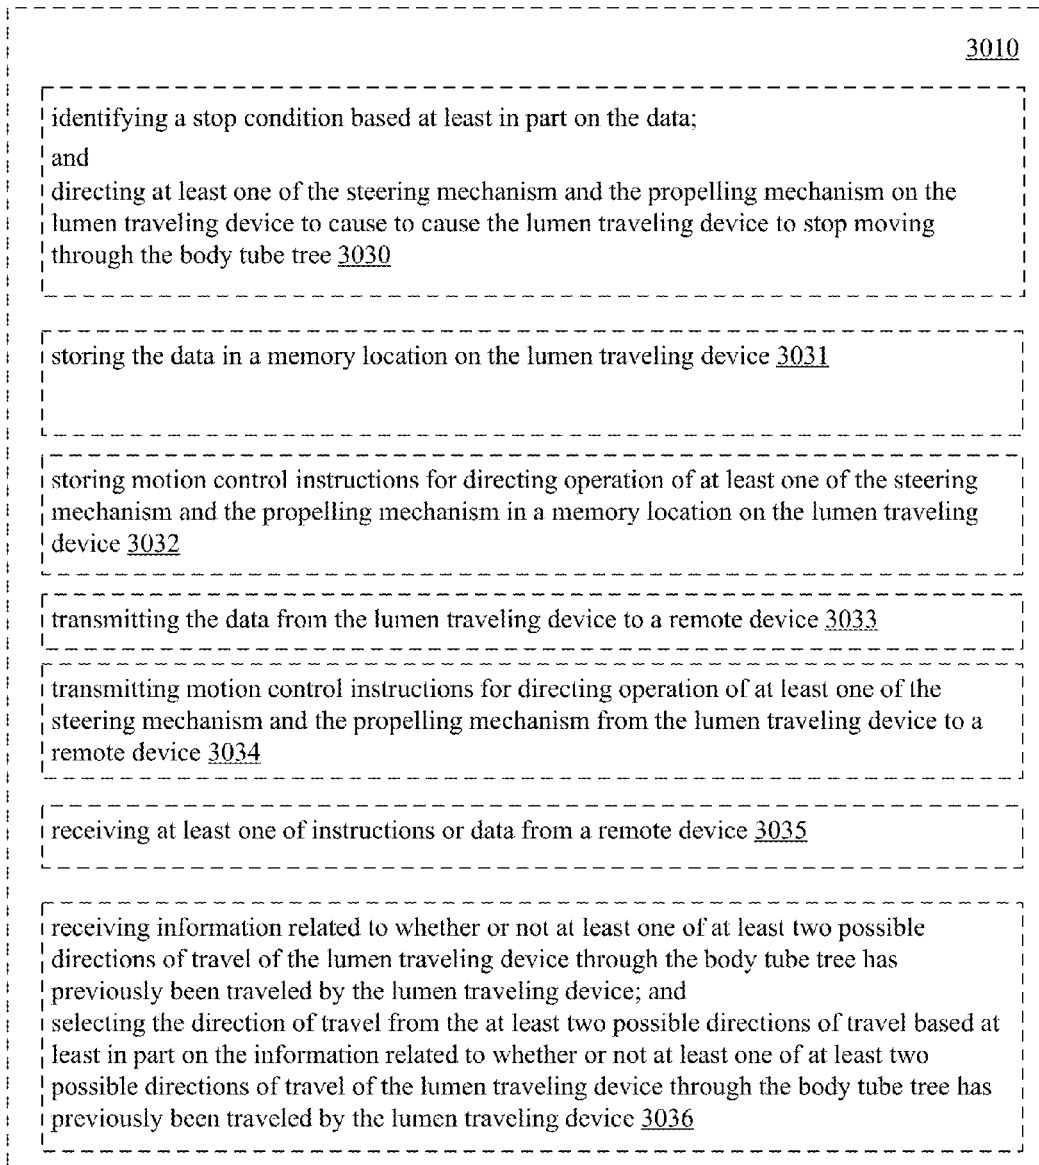 3010
identifying a stop condition based at least in part on the data;
and
directing at least one of the steering mechanism and the propelling mechanism on the
lumen traveling device to cause to cause the lumen traveling device to stop moving
through the body tube tree 3030
storing the data in a memory location on the lumen traveling device 3031
storing motion control instructions for directing operation of at least one of the steering
mechanism and the propelling mechanism in a memory location on the lumen traveling
device 3032
transmitting the data from the lumen traveling device to a remote device 3033
transmitting motion control instructions for directing operation of at least one of the
steering mechanism and the propelling mechanism from the lumen traveling device to a
remote device 3034
receiving at least one of instructions or data from a remote device 3035
receiving information related to whether or not at least one of at least two possible
directions of travel of the lumen traveling device through the body tube tree has
previously been traveled by the lumen traveling device; and
selecting the direction of travel from the at least two possible directions of travel based at
least in part on the information related to whether or not at least one of at least two
possible directions of travel of the lumen traveling device through the body tube tree has
previously been traveled by the lumen traveling device 3036